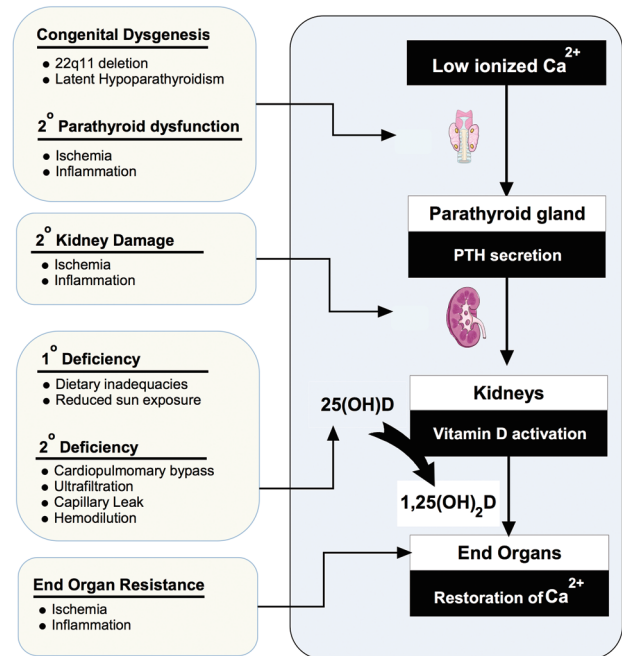 Congenital Dysgenesis
● 22q11 deletion
● Latent Hypoparathyroidism
2° Parathyroid dysfunction
● Ischemia
● Inflammation
2° Kidney Damage
● Ischemia
● Inflammation
1° Deficiency
● Dietary inadequacies
● Reduced sun exposure
2° Deficiency
● Cardiopulmomary bypass
● Ultrafiltration
● Capillary Leak
● Hemodilution
End Organ Resistance
● Ischemia
● Inflammation
Low ionized Ca²⁺
Parathyroid gland
PTH secretion
Kidneys
Vitamin D activation
25(OH)D
1,25(OH)₂D
End Organs
Restoration of Ca²⁺